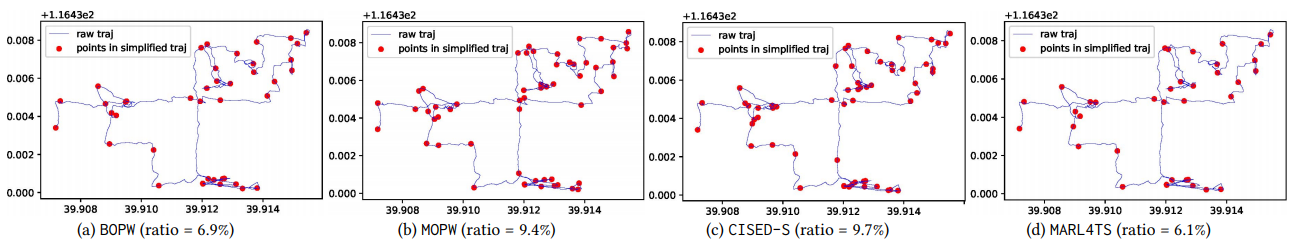 +1.1643e2
raw traj
points in simplified traj
0.008
0.006
0.004
0.002
0.000
39.908 39.910 39.912 39.914
(a) BOPW (ratio = 6.9%)
+1.1643e2
raw traj
points in simplified traj
0.008
0.006
0.004
0.002
0.000
39.908 39.910 39.912 39.914
(b) MOPW (ratio = 9.4%)
+1.1643e2
raw traj
points in simplified traj
0.008
0.006
0.004
0.002
0.000
39.908 39.910 39.912 39.914
(c) CISED-S (ratio = 9.7%)
+1.1643e2
raw traj
points in simplified traj
0.008
0.006
0.004
0.002
0.000
39.908 39.910 39.912 39.914
(d) MARL4TS (ratio = 6.1%)